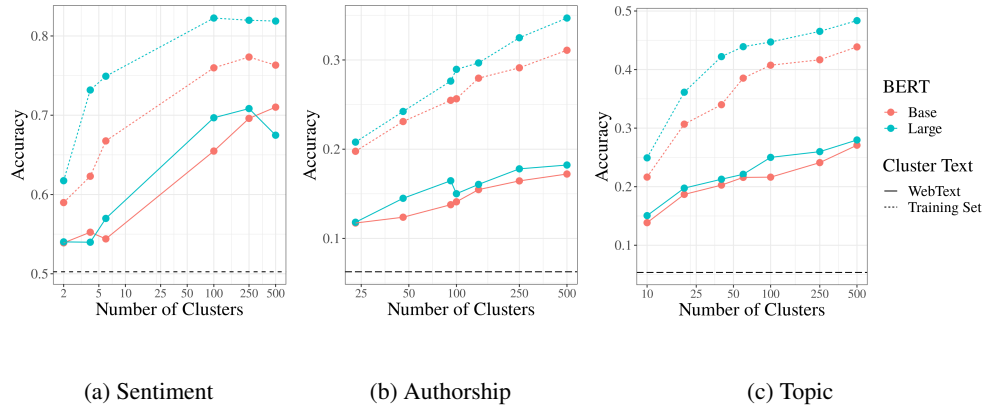 0.8
0.7
0.6
0.5
Accuracy
2 5 10 25 50 100 250 500
Number of Clusters
(a) Sentiment
0.3
0.2
0.1
Accuracy
25 50 100 250 500
Number of Clusters
(b) Authorship
0.5
0.4
0.3
0.2
0.1
Accuracy
10 25 50 100 250 500
Number of Clusters
(c) Topic
BERT
Base
Large
Cluster Text
WebText
Training Set